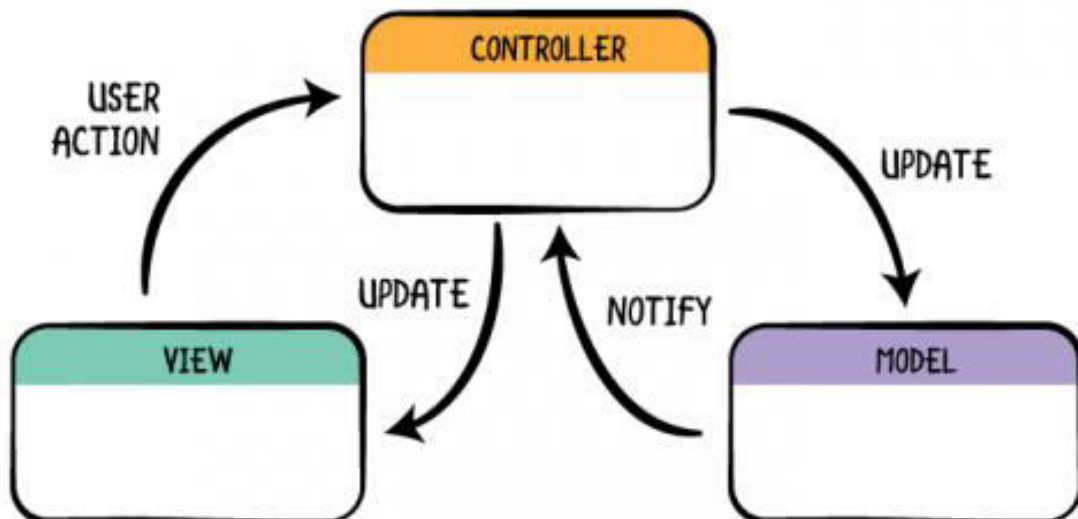 CONTROLLER
USER
ACTION
UPDATE
UPDATE
NOTIFY
VIEW
MODEL